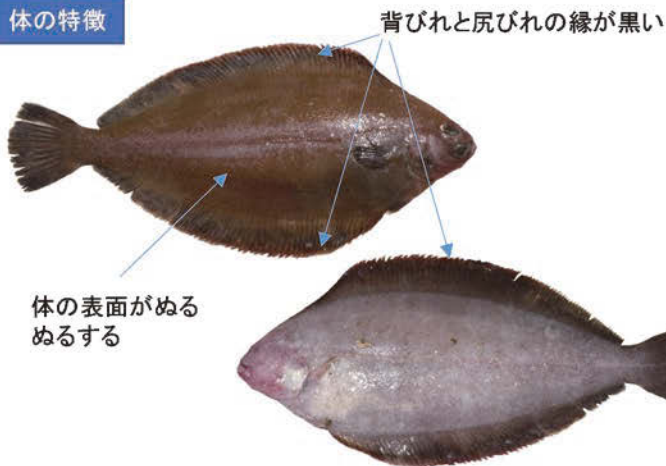 体の特徴
背びれと尻びれの縁が黒い
体の表面がぬる
ぬるする